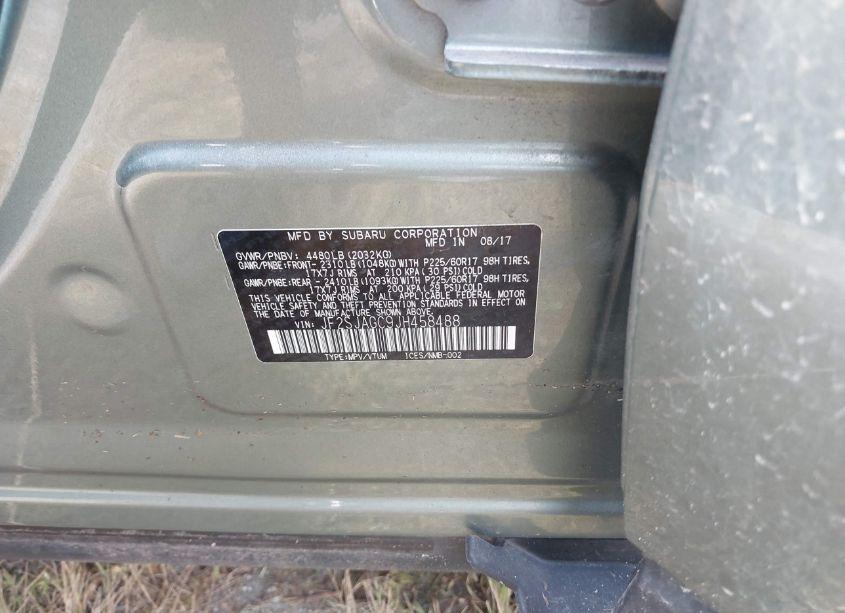 MFD BY SUBARU CORPORATION
MFD IN 08/17
GVWR/PNBV: 4480LB (2032KG)
GAWR/PNBE:FRONT- 2310LB (1048KG) WITH P225/60R17 98H TIRES,
17X7J RIMS AT 210 KPA (30 PSI) COLD
GAWR/PNBE:REAR - 2410LB (1093KG) WITH P225/60R17 98H TIRES,
17X7J RIMS AT 200 KPA (29 PSI) COLD
THIS VEHICLE CONFORMS TO ALL APPLICABLE FEDERAL MOTOR
VEHICLE SAFETY AND THEFT PREVENTION STANDARDS IN EFFECT ON
THE DATE OF MANUFACTURE SHOWN ABOVE.
VIN: JF2SJAGC9JH458488
TYPE:MPV/VTUM ICES/NMB-002